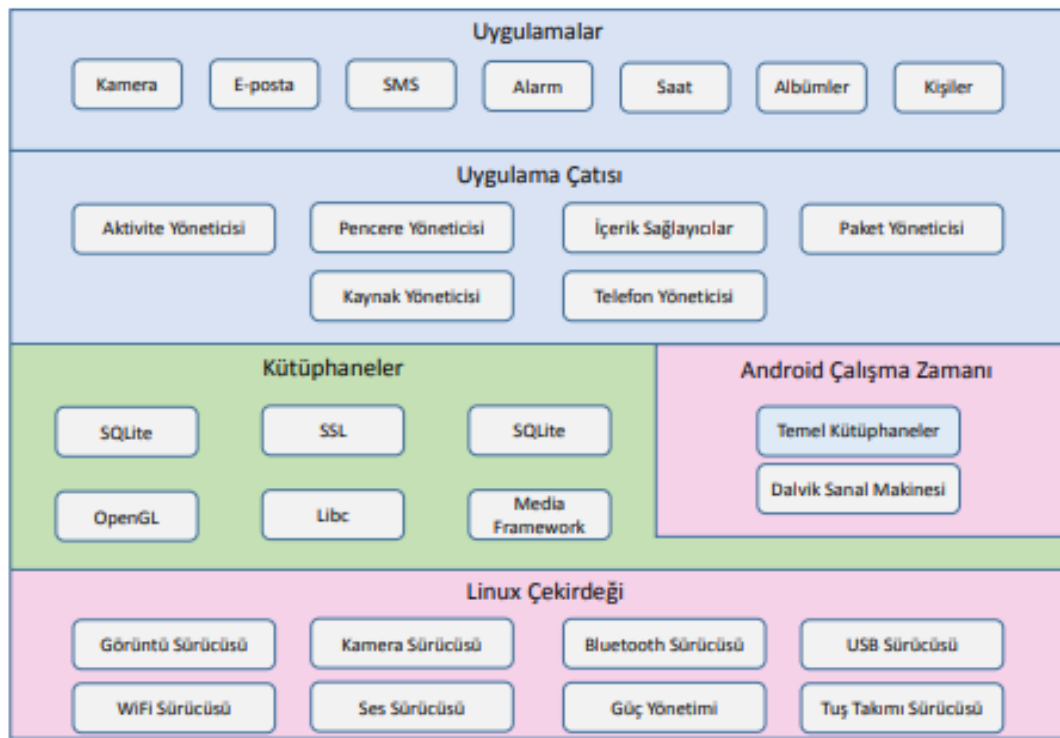 Uygulamalar
Kamera
E-posta
SMS
Alarm
Saat
Albümler
Kişiler
Uygulama Çatısı
Aktivite Yöneticisi
Pencere Yöneticisi
İçerik Sağlayıcılar
Paket Yöneticisi
Kaynak Yöneticisi
Telefon Yöneticisi
Kütüphaneler
SQLite
SSL
SQLite
OpenGL
Libc
Media
Framework
Android Çalışma Zamanı
Temel Kütüphaneler
Dalvik Sanal Makinesi
Linux Çekirdeği
Görüntü Sürücüsü
Kamera Sürücüsü
Bluetooth Sürücüsü
USB Sürücüsü
WiFi Sürücüsü
Ses Sürücüsü
Güç Yönetimi
Tuş Takımı Sürücüsü